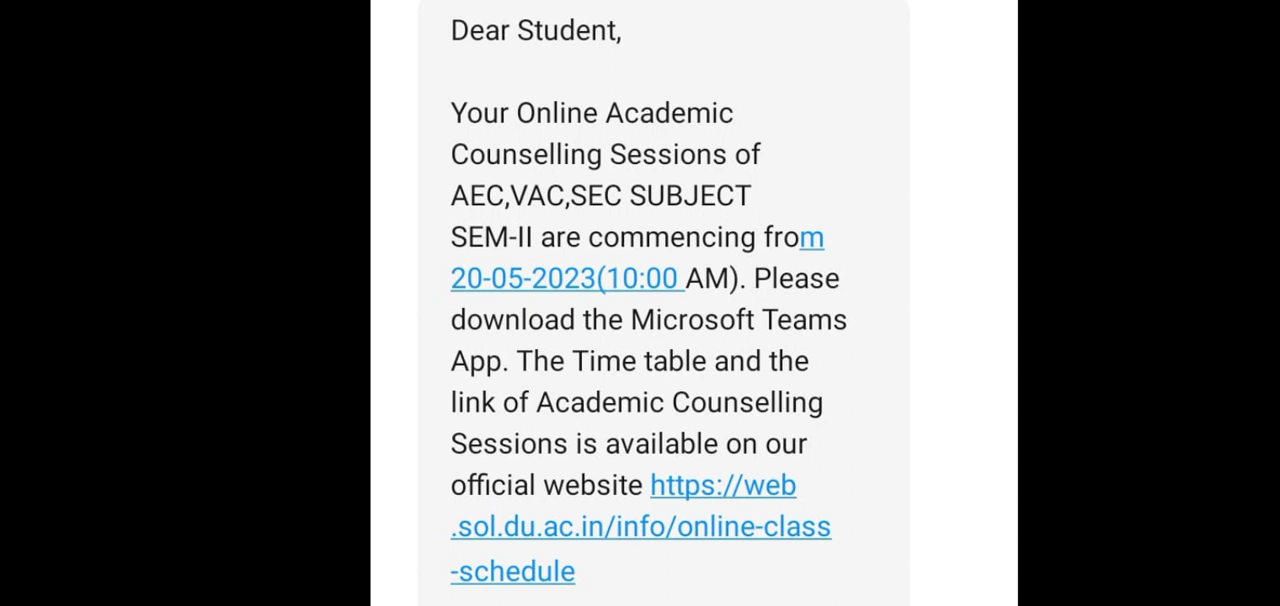 Dear Student,
Your Online Academic
Counselling Sessions of
AEC,VAC,SEC SUBJECT
SEM-II are commencing from
20-05-2023(10:00 AM). Please
download the Microsoft Teams
App. The Time table and the
link of Academic Counselling
Sessions is available on our
official website https://web
.sol.du.ac.in/info/online-class
-schedule